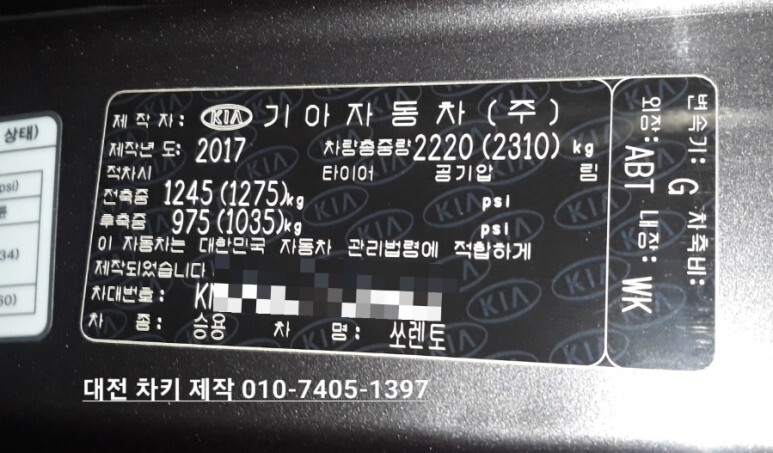 상태)
psi)
34)
60)
제 작 자: KIA 기 아 자 동 차 ( 주 )
제작년 도: 2017 차량총중량 2220 (2310) kg
적차시 타이어 공기압 림
전축중 1245 (1275)kg psi
후축중 975 (1035)kg psi
이 자동차는 대한민국 자동차 관리법령에 적합하게
제작되었습니다
차대번호:
차 종: 승용 차 명: 쏘렌토
변속기: G 차축비:
외장: ABT 내장: WK
대전 차키 제작 010-7405-1397